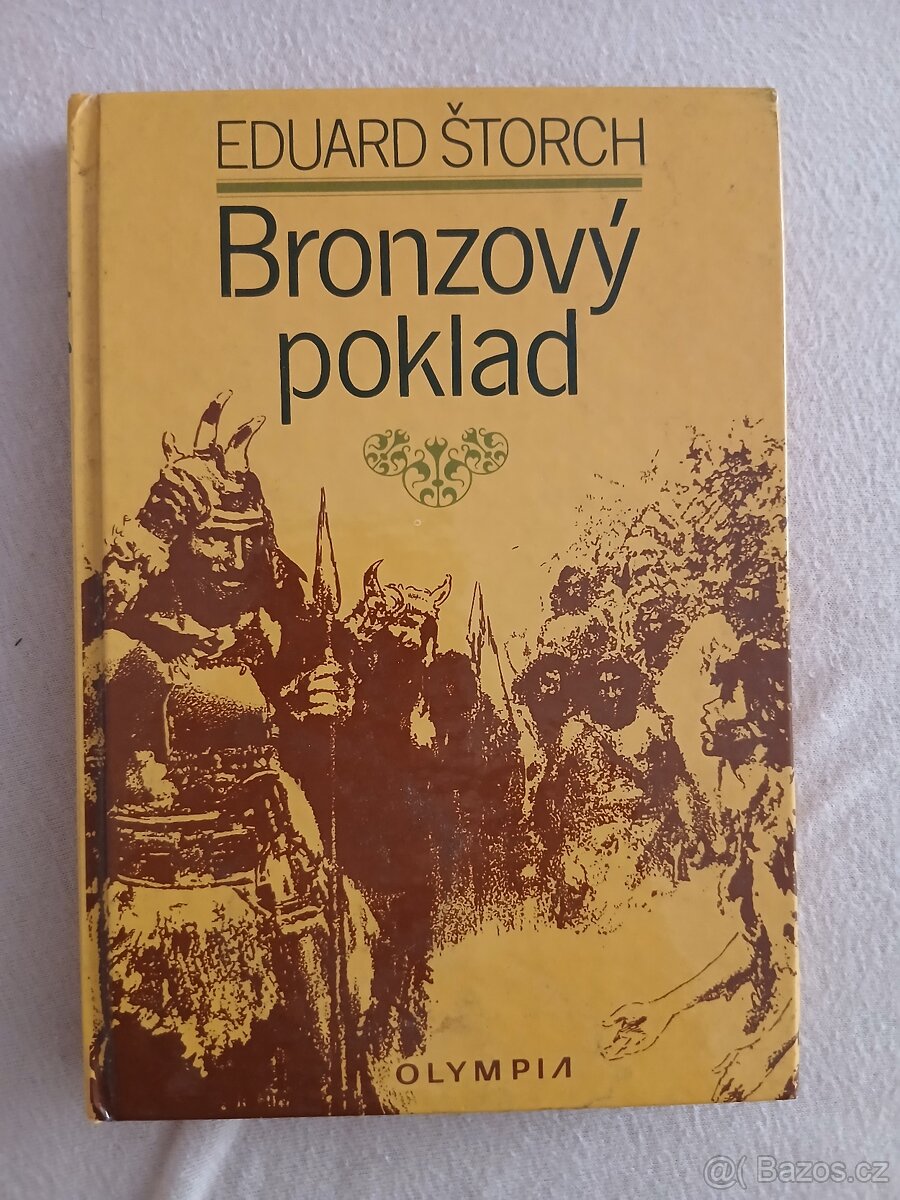 EDUARD ŠTORCH
Bronzový
poklad
OLYMPIA
@( Bazos.cz